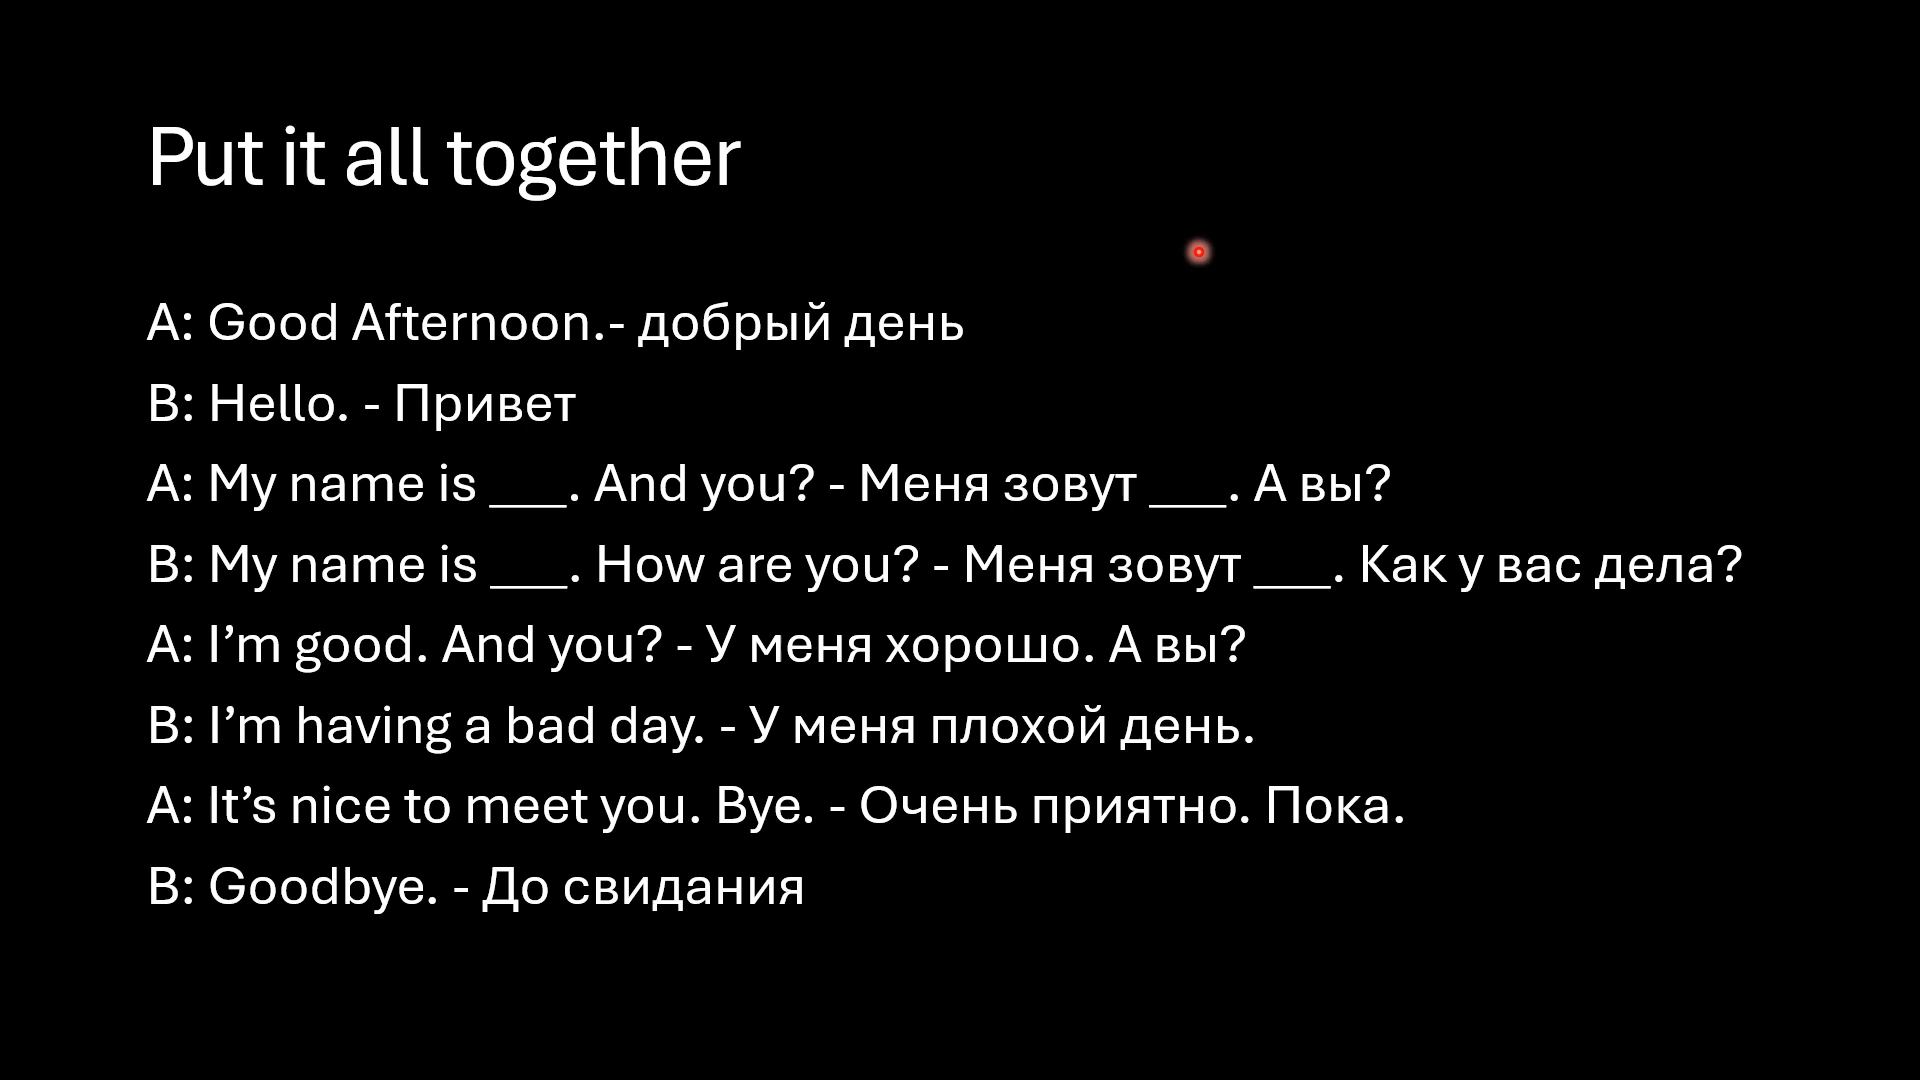 Put it all together
A: Good Afternoon.- добрый день
B: Hello. - Привет
A: My name is ___. And you? - Меня зовут ___. А вы?
B: My name is ___. How are you? - Меня зовут ___. Как у вас дела?
A: I’m good. And you? - У меня хорошо. А вы?
B: I’m having a bad day. - У меня плохой день.
A: It’s nice to meet you. Bye. - Очень приятно. Пока.
B: Goodbye. - До свидания